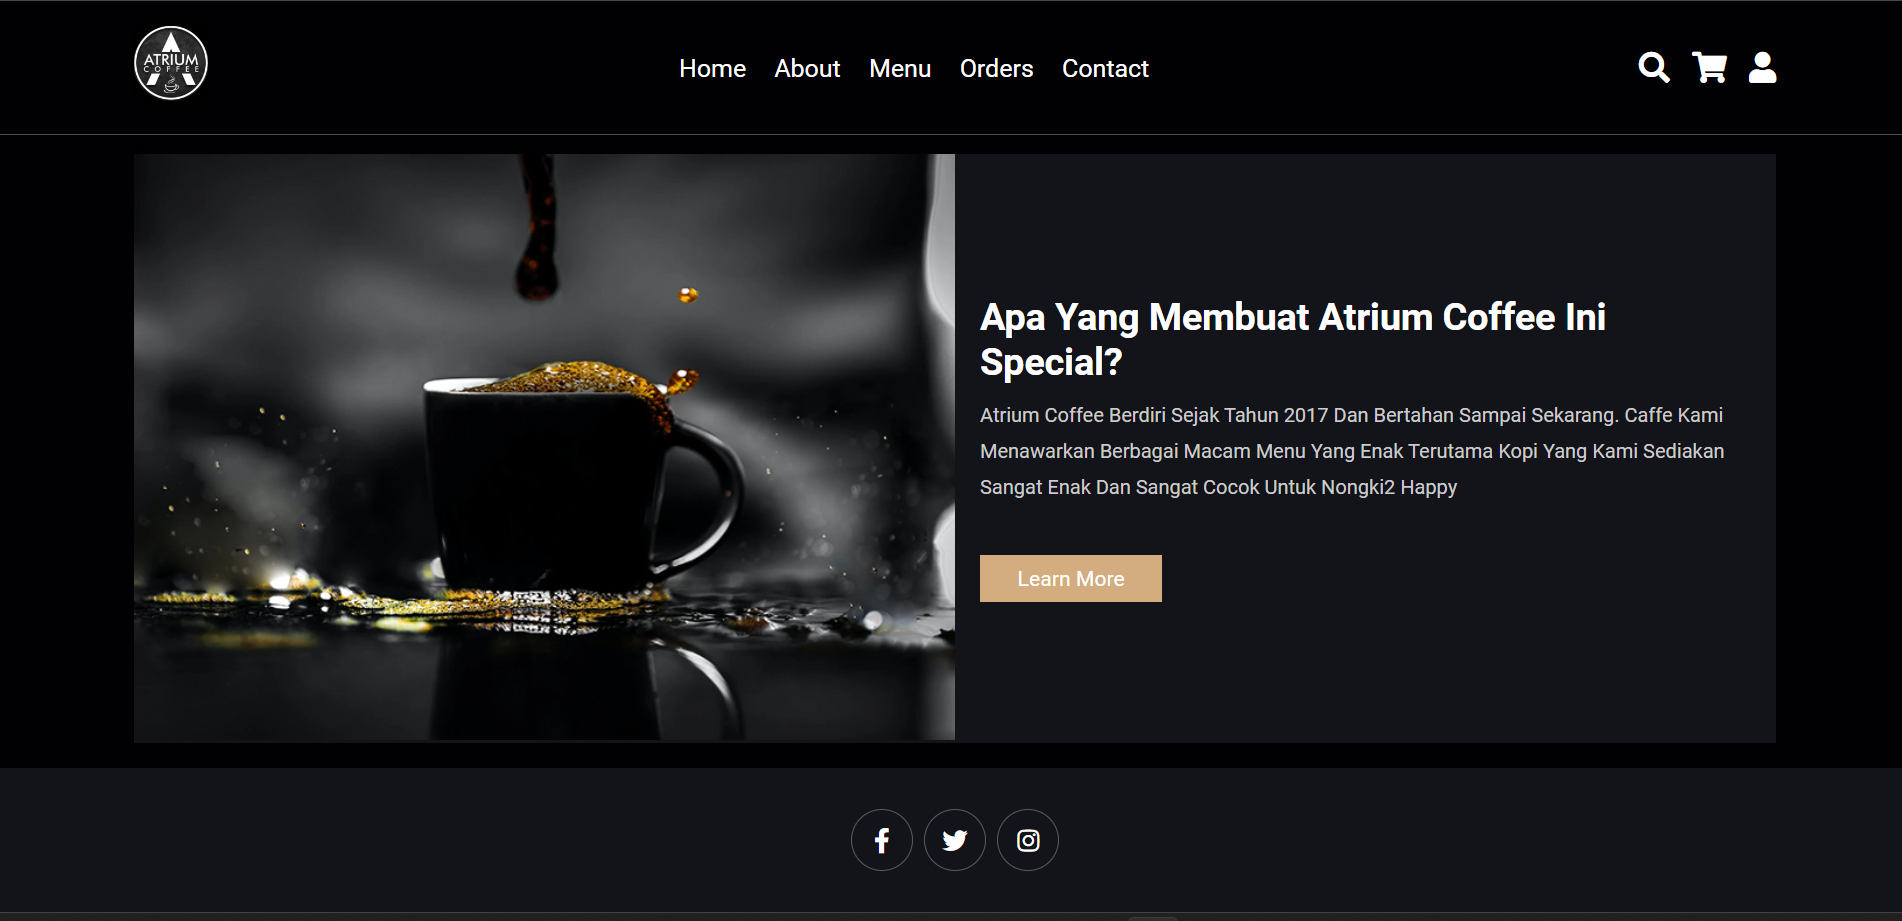 ATRIUM
COFFEE
Home About Menu Orders Contact
Apa Yang Membuat Atrium Coffee Ini
Special?
Atrium Coffee Berdiri Sejak Tahun 2017 Dan Bertahan Sampai Sekarang. Caffe Kami
Menawarkan Berbagai Macam Menu Yang Enak Terutama Kopi Yang Kami Sediakan
Sangat Enak Dan Sangat Cocok Untuk Nongki2 Happy
Learn More